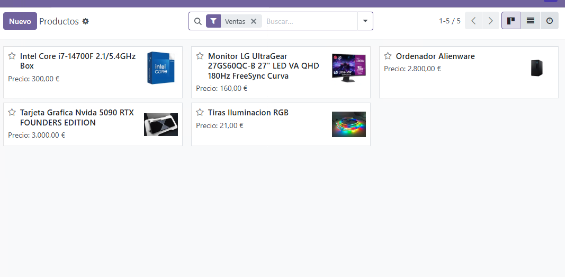 Nuevo Productos Ventas Buscar... 1-5 / 5
Intel Core i7-14700F 2.1/5.4GHz
Box
Precio: 300,00 €
Monitor LG UltraGear
27GS60QC-B 27" LED VA QHD
180Hz FreeSync Curva
Precio: 160,00 €
Ordenador Alienware
Precio: 2.800,00 €
Tarjeta Grafica Nvida 5090 RTX
FOUNDERS EDITION
Precio: 3.000,00 €
Tiras Iluminacion RGB
Precio: 21,00 €
intel
CORE